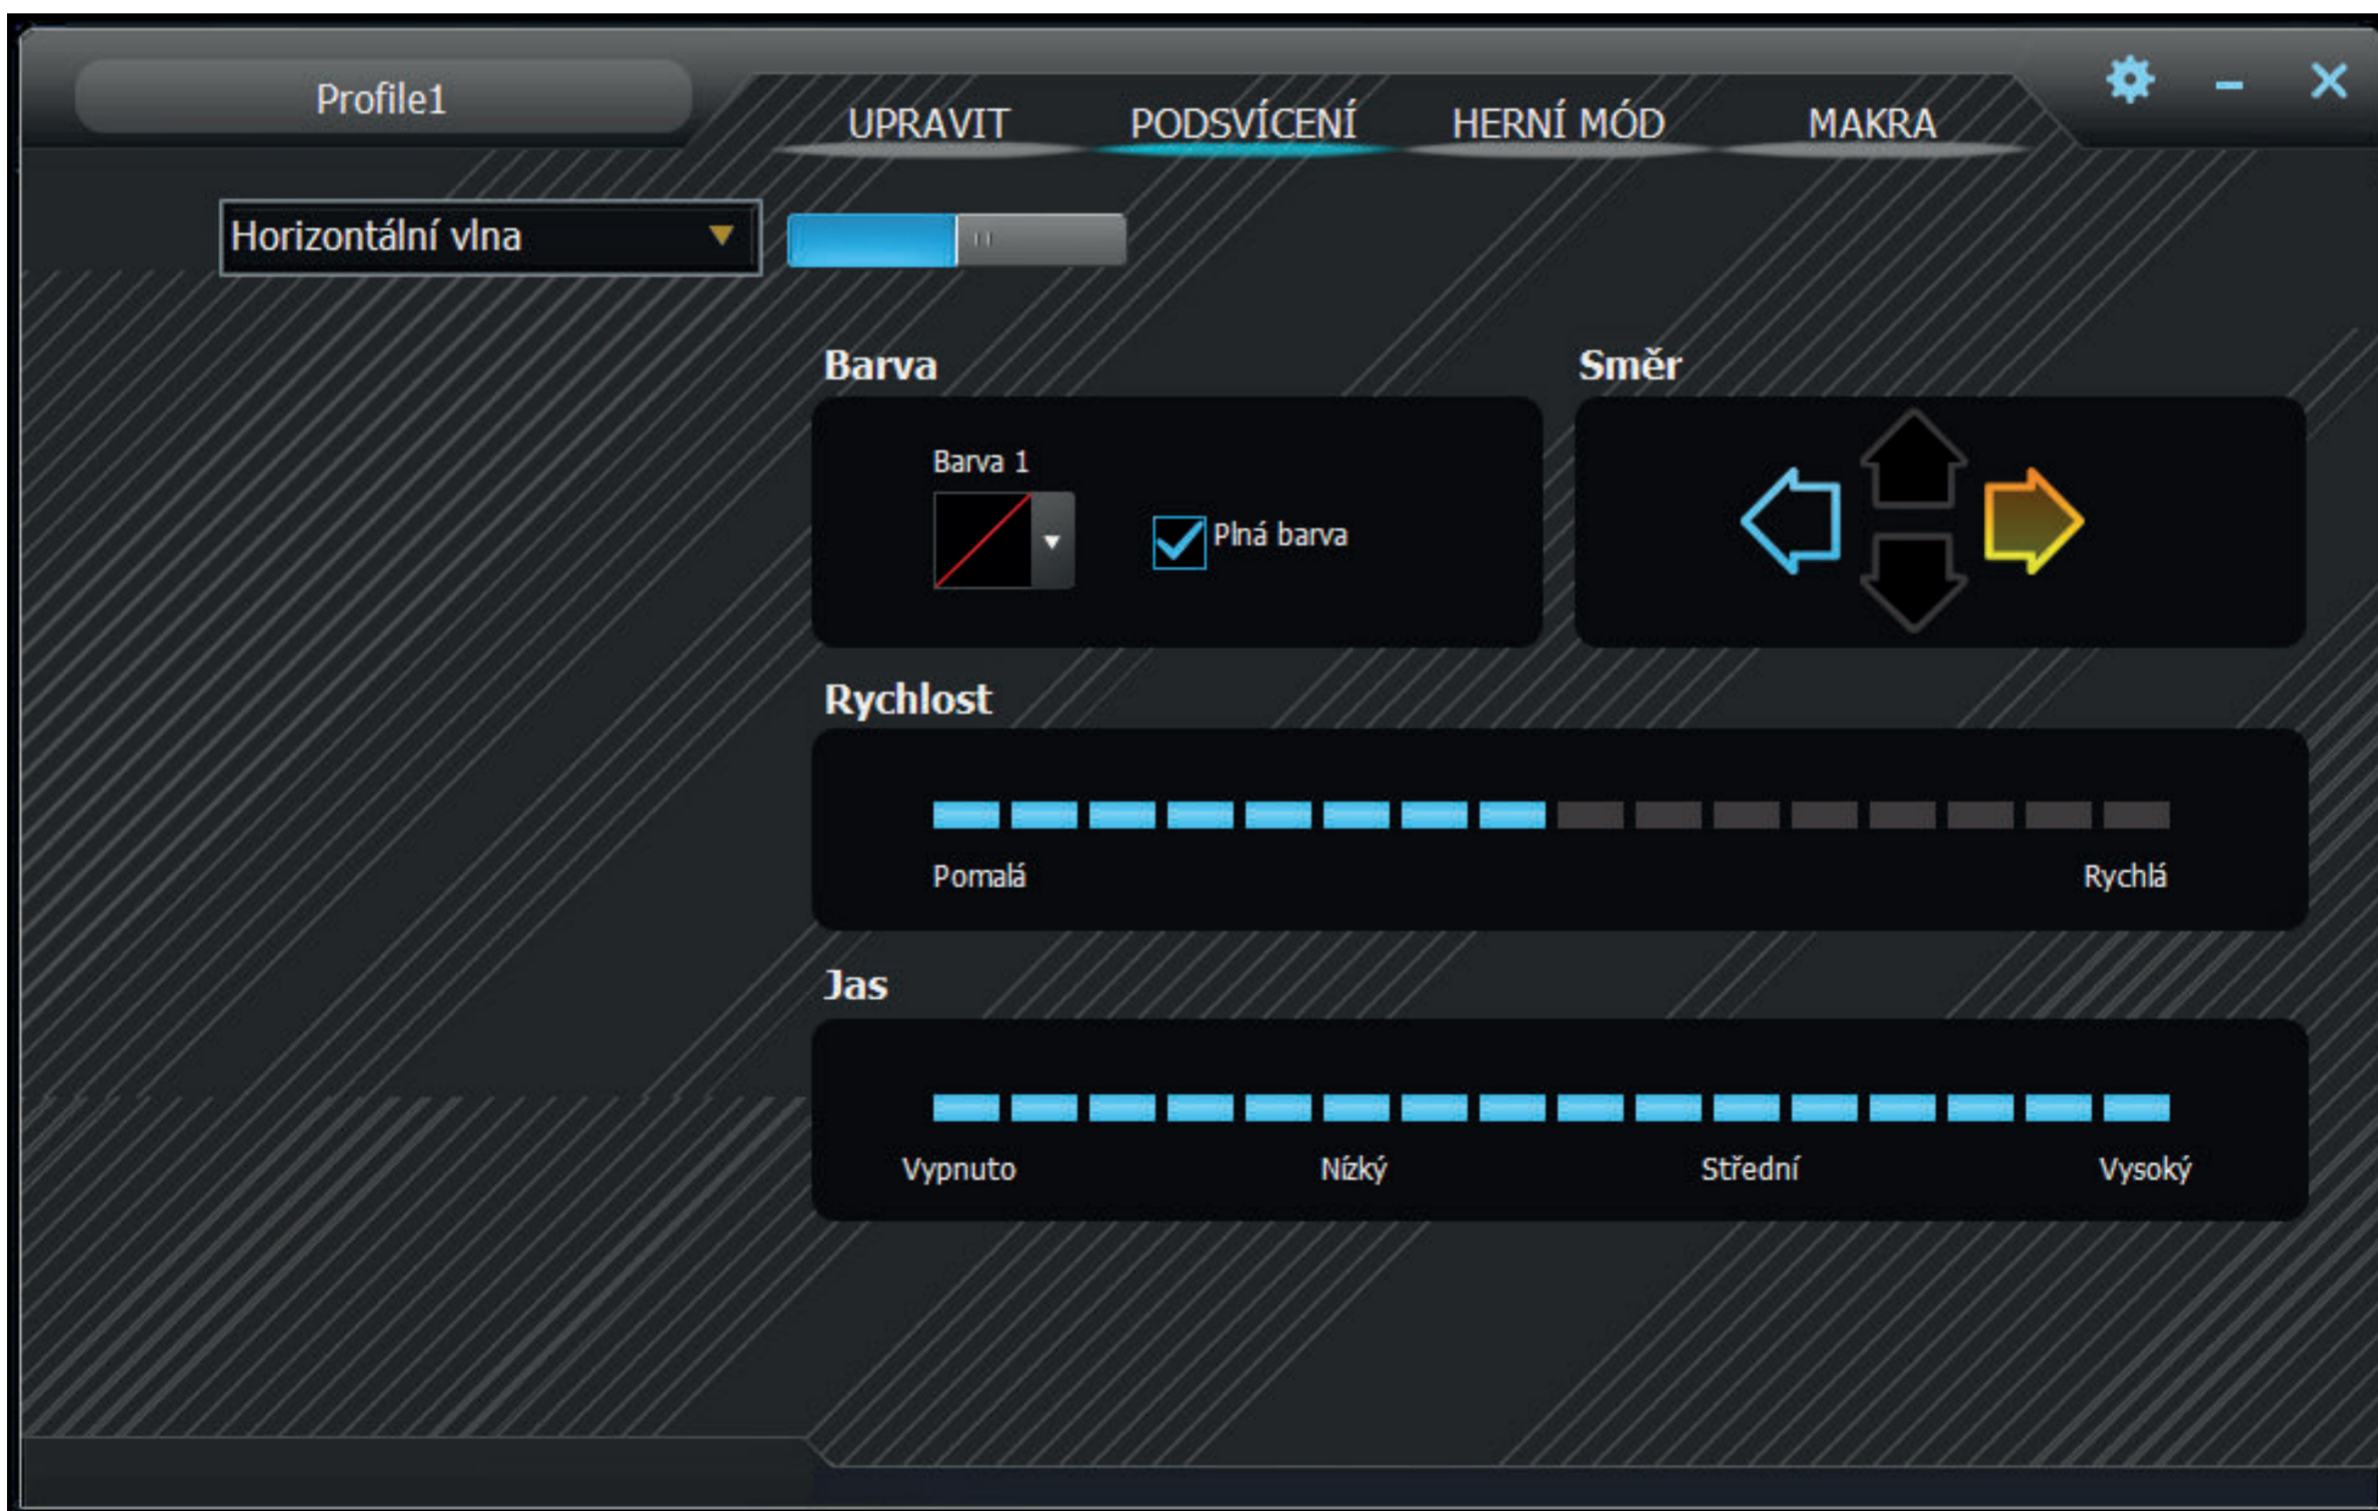 Profile1
UPRAVIT PODSVÍCENÍ HERNÍ MÓD MAKRA
Horizontální vlna
Barva Směr
Barva 1
Plná barva
Rychlost
Pomalá Rychlá
Jas
Vypnuto Nízký Střední Vysoký